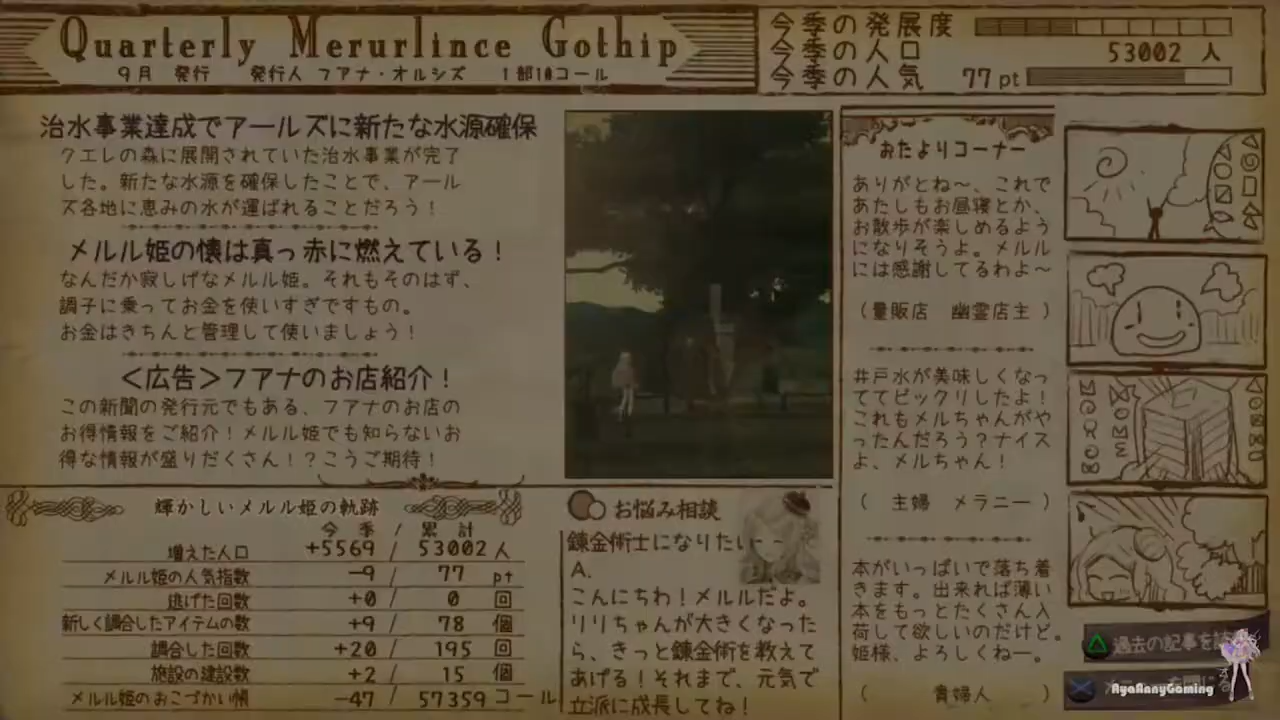 Quarterly Merurlince Gothip
9月 発行 発行人 フアナ・オルシズ 1部10コール
今季の発展度
今季の人口 53002 人
今季の人気 77 pt
治水事業達成でアールズに新たな水源確保
クエレの森に展開されていた治水事業が完了
した。新たな水源を確保したことで、アール
ズ各地に恵みの水が運ばれることだろう！
メルル姫の懐は真っ赤に燃えている！
なんだか寂しげなメルル姫。それもそのはず、
調子に乗ってお金を使いすぎですもの。
お金はきちんと管理して使いましょう！
＜広告＞フアナのお店紹介！
この新聞の発行元でもある、フアナのお店の
お得情報をご紹介！メルル姫でも知らないお
得な情報が盛りだくさん！？こうご期待！
輝かしいメルル姫の軌跡
今季 / 累計
増えた人口 +5569 / 53002 人
メルル姫の人気指数 -9 / 77 pt
逃げた回数 +0 / 0 回
新しく調合したアイテムの数 +9 / 78 個
調合した回数 +20 / 195 回
施設の建設数 +2 / 15 個
メルル姫のおこづかい帳 -47 / 57359 コール
お悩み相談
錬金術士になりたい
A.
こんにちわ！メルルだよ。
リリちゃんが大きくなった
ら、きっと錬金術を教えて
あげる！それまで、元気で
立派に成長してね！
おたよりコーナー
ありがとね～、これで
あたしもお昼寝とか、
お散歩が楽しめるよう
になりそうよ。メルル
には感謝してるわよ～
（量販店 幽霊店主）
井戸水が美味しくなっ
ててビックリしたよ！
これもメルちゃんがや
ったんだろう？ナイス
よ、メルちゃん！
（ 主婦 メラニー ）
本がいっぱいで落ち着
きます。出来れば薄い
本をもっとたくさん入
荷して欲しいのだけど。
姫様、よろしくねー。
（ 貴婦人 ）
過去の記事を読
を閉じる
AyaAnnyGaming